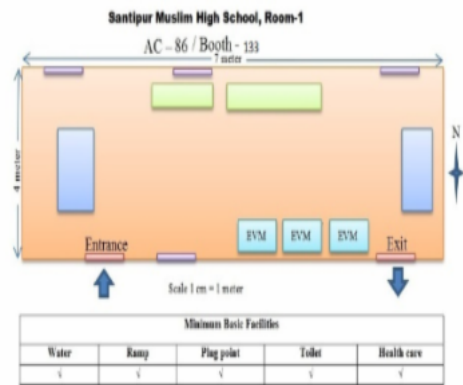 Santipur Muslim High School, Room-1
AC – 86 / Booth - 133
7 meter
4 meter
N
EVM EVM EVM
Entrance Exit
Scale 1 cm = 1 meter
Minimum Basic Facilities
Water Ramp Plug point Toilet Health care
√ √ √ √ √